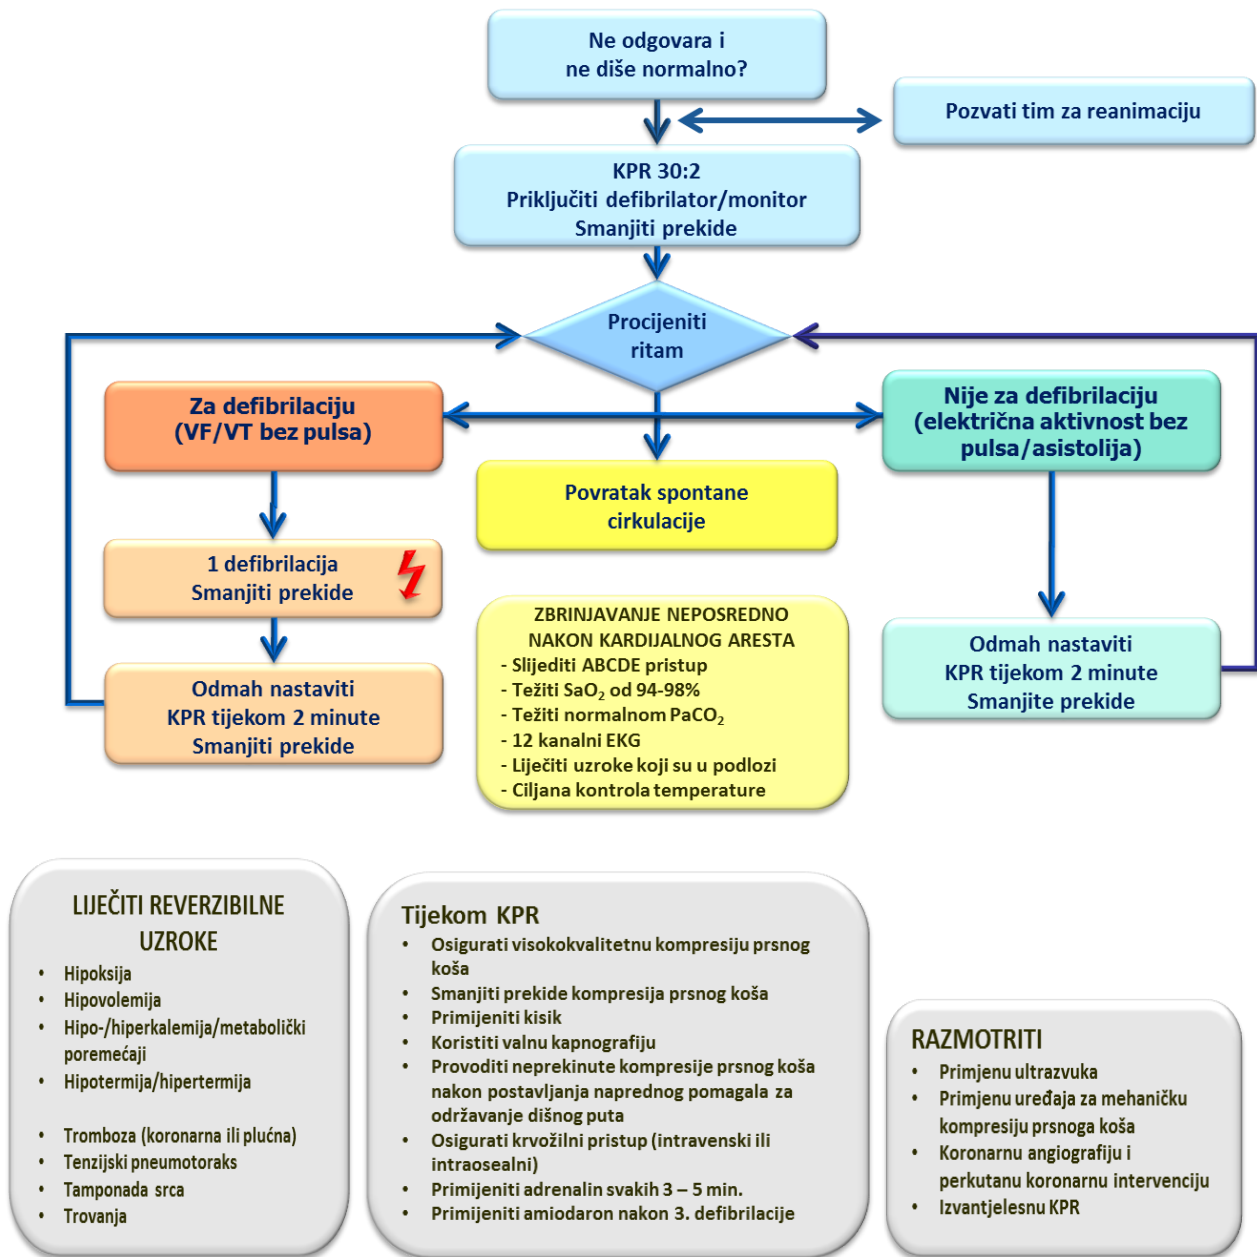 Ne odgovara i
ne diše normalno?
Pozvati tim za reanimaciju
KPR 30:2
Priključiti defibrilator/monitor
Smanjiti prekide
Procijeniti
ritam
Za defibrilaciju
(VF/VT bez pulsa)
Nije za defibrilaciju
(električna aktivnost bez
pulsa/asistolija)
Povratak spontane
cirkulacije
1 defibrilacija
Smanjiti prekide
Odmah nastaviti
KPR tijekom 2 minute
Smanjiti prekide
ZBRINJAVANJE NEPOSREDNO
NAKON KARDIJALNOG ARESTA
- Slijediti ABCDE pristup
- Težiti SaO₂ od 94-98%
- Težiti normalnom PaCO₂
- 12 kanalni EKG
- Liječiti uzroke koji su u podlozi
- Ciljana kontrola temperature
Odmah nastaviti
KPR tijekom 2 minute
Smanjite prekide
LIJEČITI REVERZIBILNE
UZROKE
• Hipoksija
• Hipovolemija
• Hipo-/hiperkalemija/metabolički
poremećaji
• Hipotermija/hipertermija
• Tromboza (koronarna ili plućna)
• Tenzijski pneumotoraks
• Tamponada srca
• Trovanja
Tijekom KPR
• Osigurati visokokvalitetnu kompresiju prsnog
koša
• Smanjiti prekide kompresija prsnog koša
• Primijeniti kisik
• Koristiti valnu kapnografiju
• Provoditi neprekinute kompresije prsnog koša
nakon postavljanja naprednog pomagala za
održavanje dišnog puta
• Osigurati krvožilni pristup (intravenski ili
intraosealni)
• Primijeniti adrenalin svakih 3 – 5 min.
• Primijeniti amiodaron nakon 3. defibrilacije
RAZMOTRITI
• Primjenu ultrazvuka
• Primjenu uređaja za mehaničku
kompresiju prsnoga koša
• Koronarnu angiografiju i
perkutanu koronarnu intervenciju
• Izvantjelesnu KPR